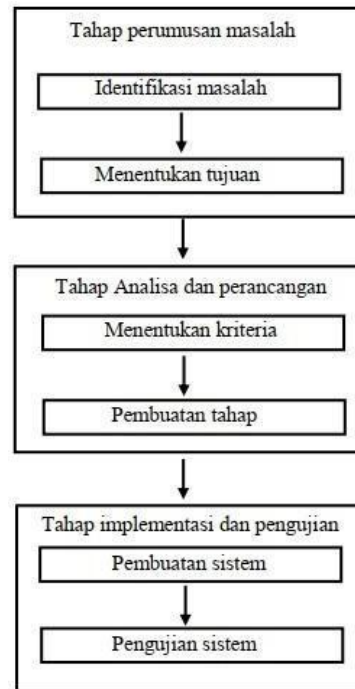 Tahap perumusan masalah
Identifikasi masalah
Menentukan tujuan
Tahap Analisa dan perancangan
Menentukan kriteria
Pembuatan tahap
Tahap implementasi dan pengujian
Pembuatan sistem
Pengujian sistem